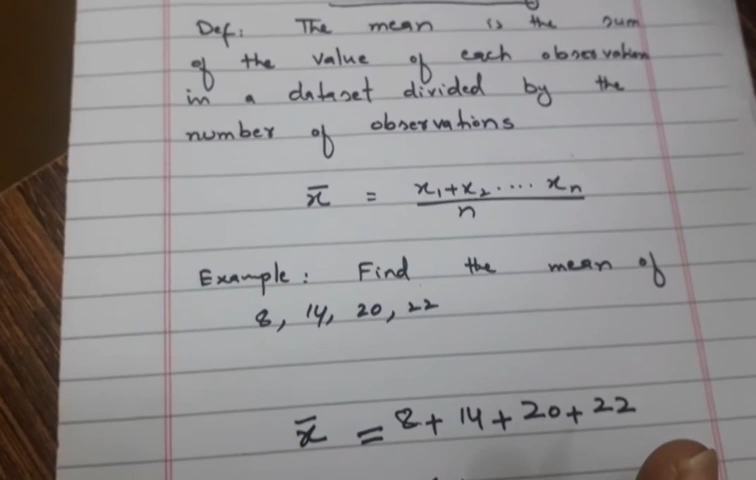 Def: The mean is the sum
of the value of each observation
in a dataset divided by the
number of observations
x̄ = x₁+x₂.... xₙ / n
Example: Find the mean of
8, 14, 20, 22
x̄ = 8+ 14+ 20+ 22